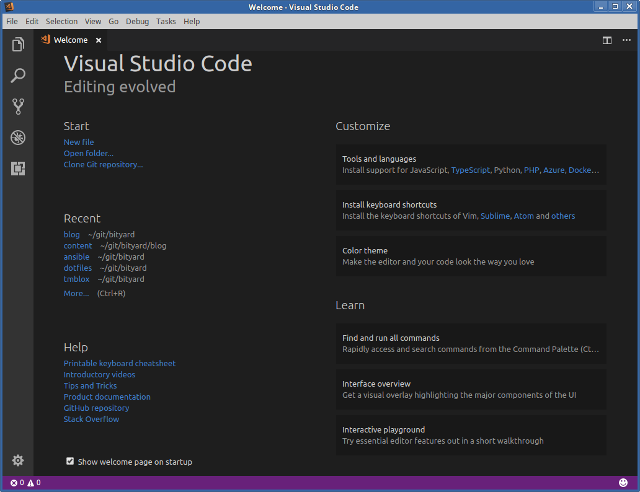 Welcome - Visual Studio Code
File Edit Selection View Go Debug Tasks Help
Welcome
Visual Studio Code
Editing evolved
Start
New file
Open folder...
Clone Git repository...
Recent
blog ~/git/bityard
content ~/git/bityard/blog
ansible ~/git/bityard
dotfiles ~/git/bityard
tmblox ~/git/bityard
More... (Ctrl+R)
Help
Printable keyboard cheatsheet
Introductory videos
Tips and Tricks
Product documentation
GitHub repository
Stack Overflow
Show welcome page on startup
Customize
Tools and languages
Install support for JavaScript, TypeScript, Python, PHP, Azure, Docke...
Install keyboard shortcuts
Install the keyboard shortcuts of Vim, Sublime, Atom and others
Color theme
Make the editor and your code look the way you love
Learn
Find and run all commands
Rapidly access and search commands from the Command Palette (Ct...
Interface overview
Get a visual overlay highlighting the major components of the UI
Interactive playground
Try essential editor features out in a short walkthrough
0 0